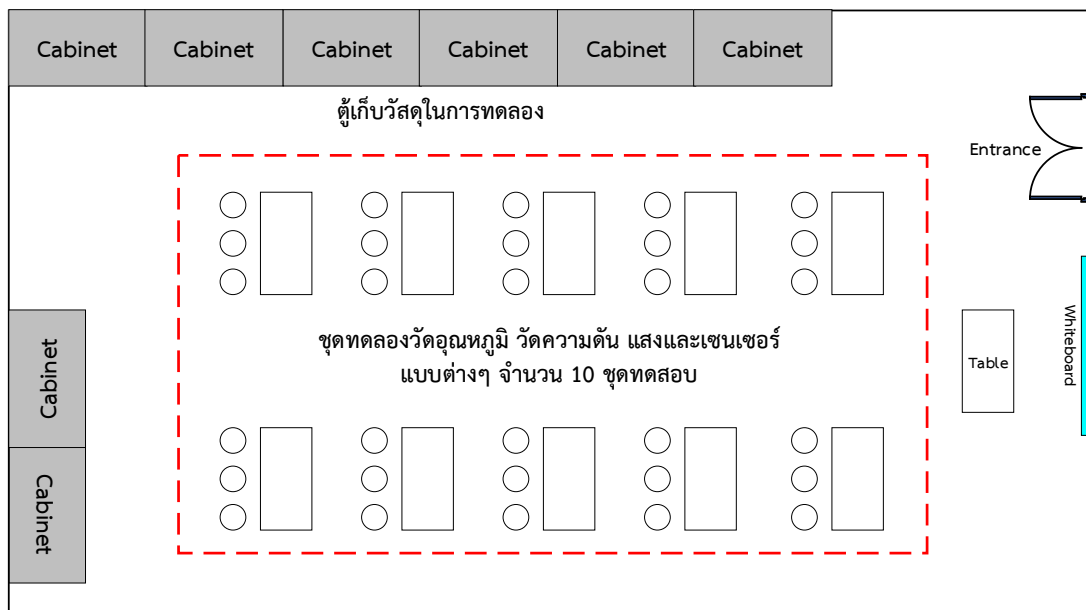 Cabinet Cabinet Cabinet Cabinet Cabinet Cabinet
ตู้เก็บวัสดุในการทดลอง
Entrance
ชุดทดลองวัดอุณหภูมิ วัดความดัน แสงและเซนเซอร์
แบบต่างๆ จำนวน 10 ชุดทดสอบ
Table
Whiteboard
Cabinet
Cabinet